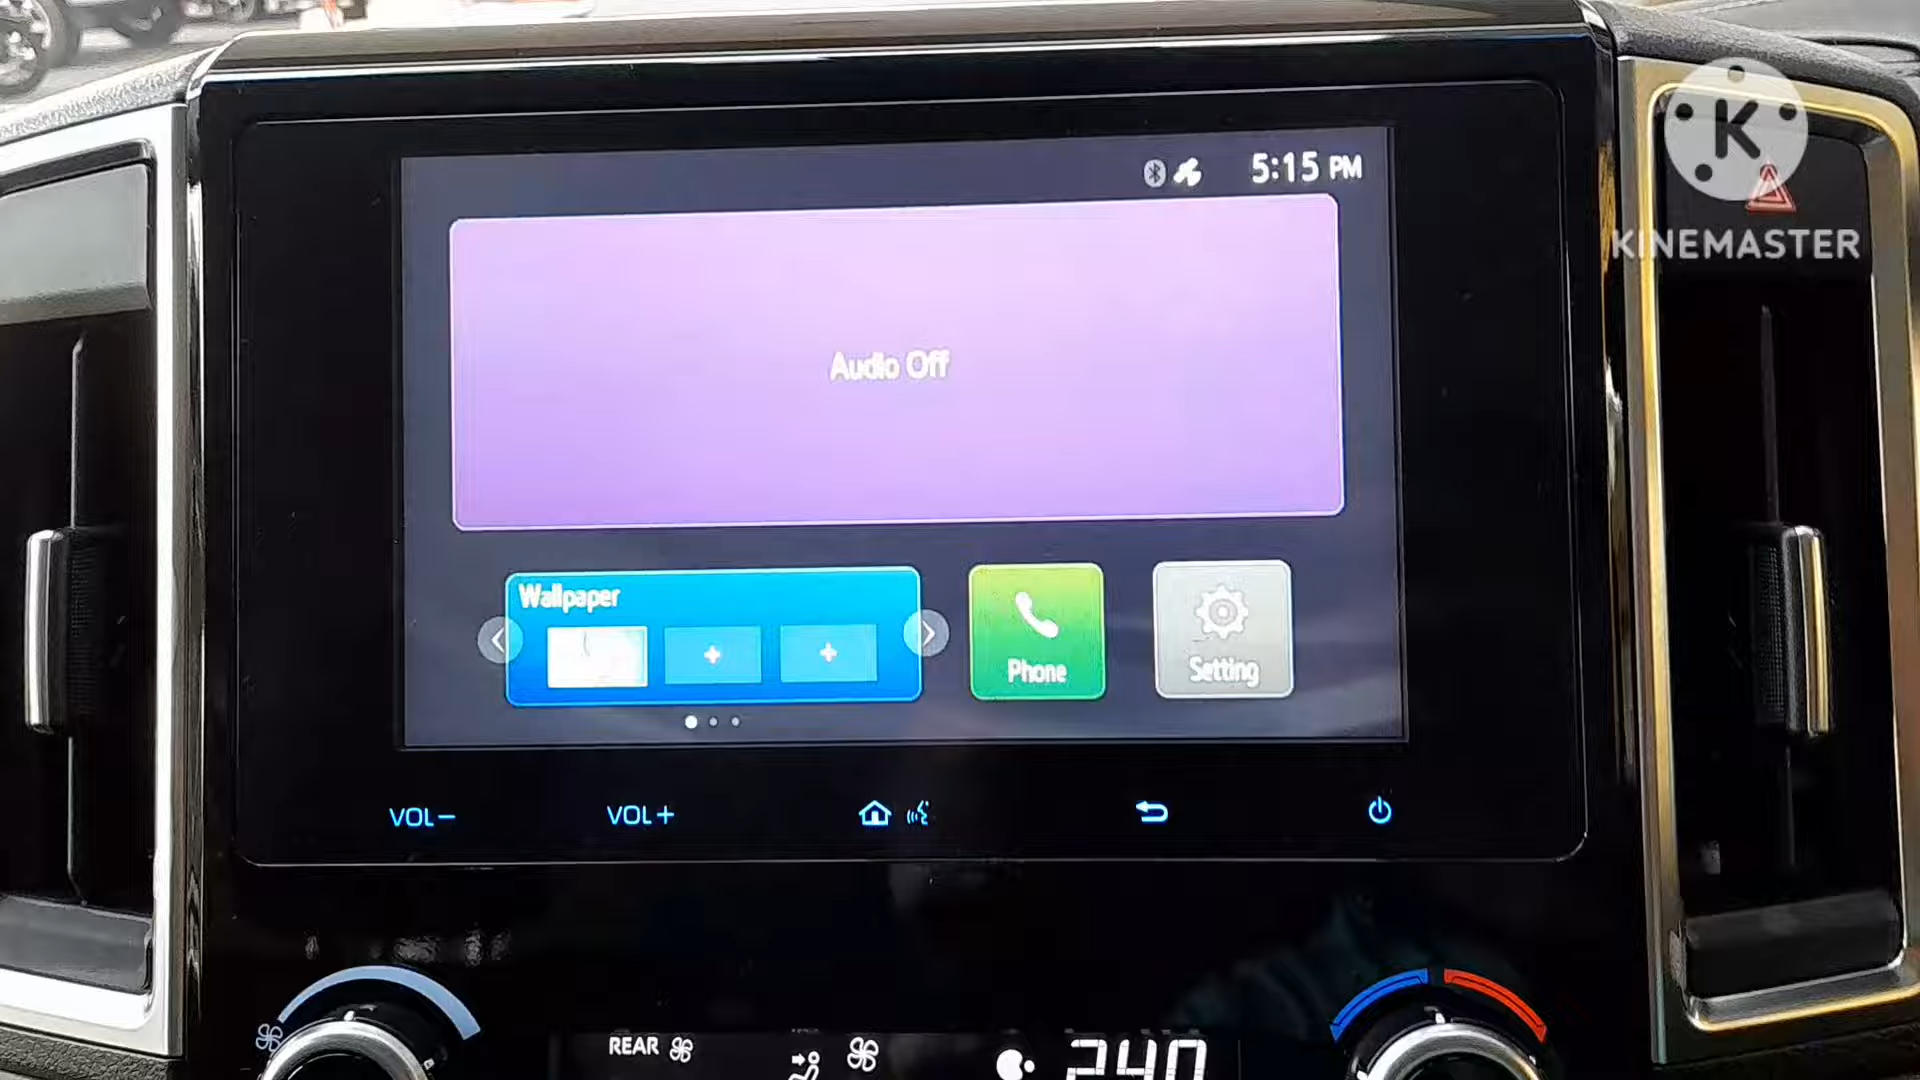 5:15 PM
KINEMASTER
Audio Off
Wallpaper
Phone
Setting
VOL−
VOL+
REAR
240